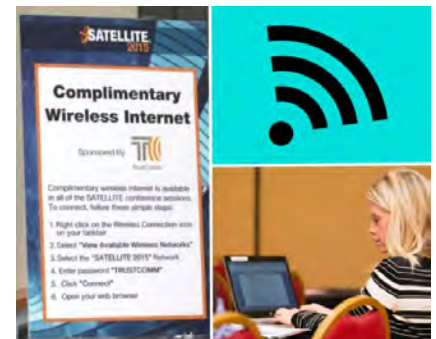 SATELLITE
2015
Complimentary
Wireless Internet
Sponsored By
TrustComm
Complimentary wireless internet is available
in all of the SATELLITE conference sessions.
To connect, follow these simple steps:
1. Right click on the Wireless Connection icon
on your taskbar
2. Select "View Available Wireless Networks"
3. Select the "SATELLITE 2015" Network
4. Enter password "TRUSTCOMM"
5. Click "Connect"
6. Open your web browser